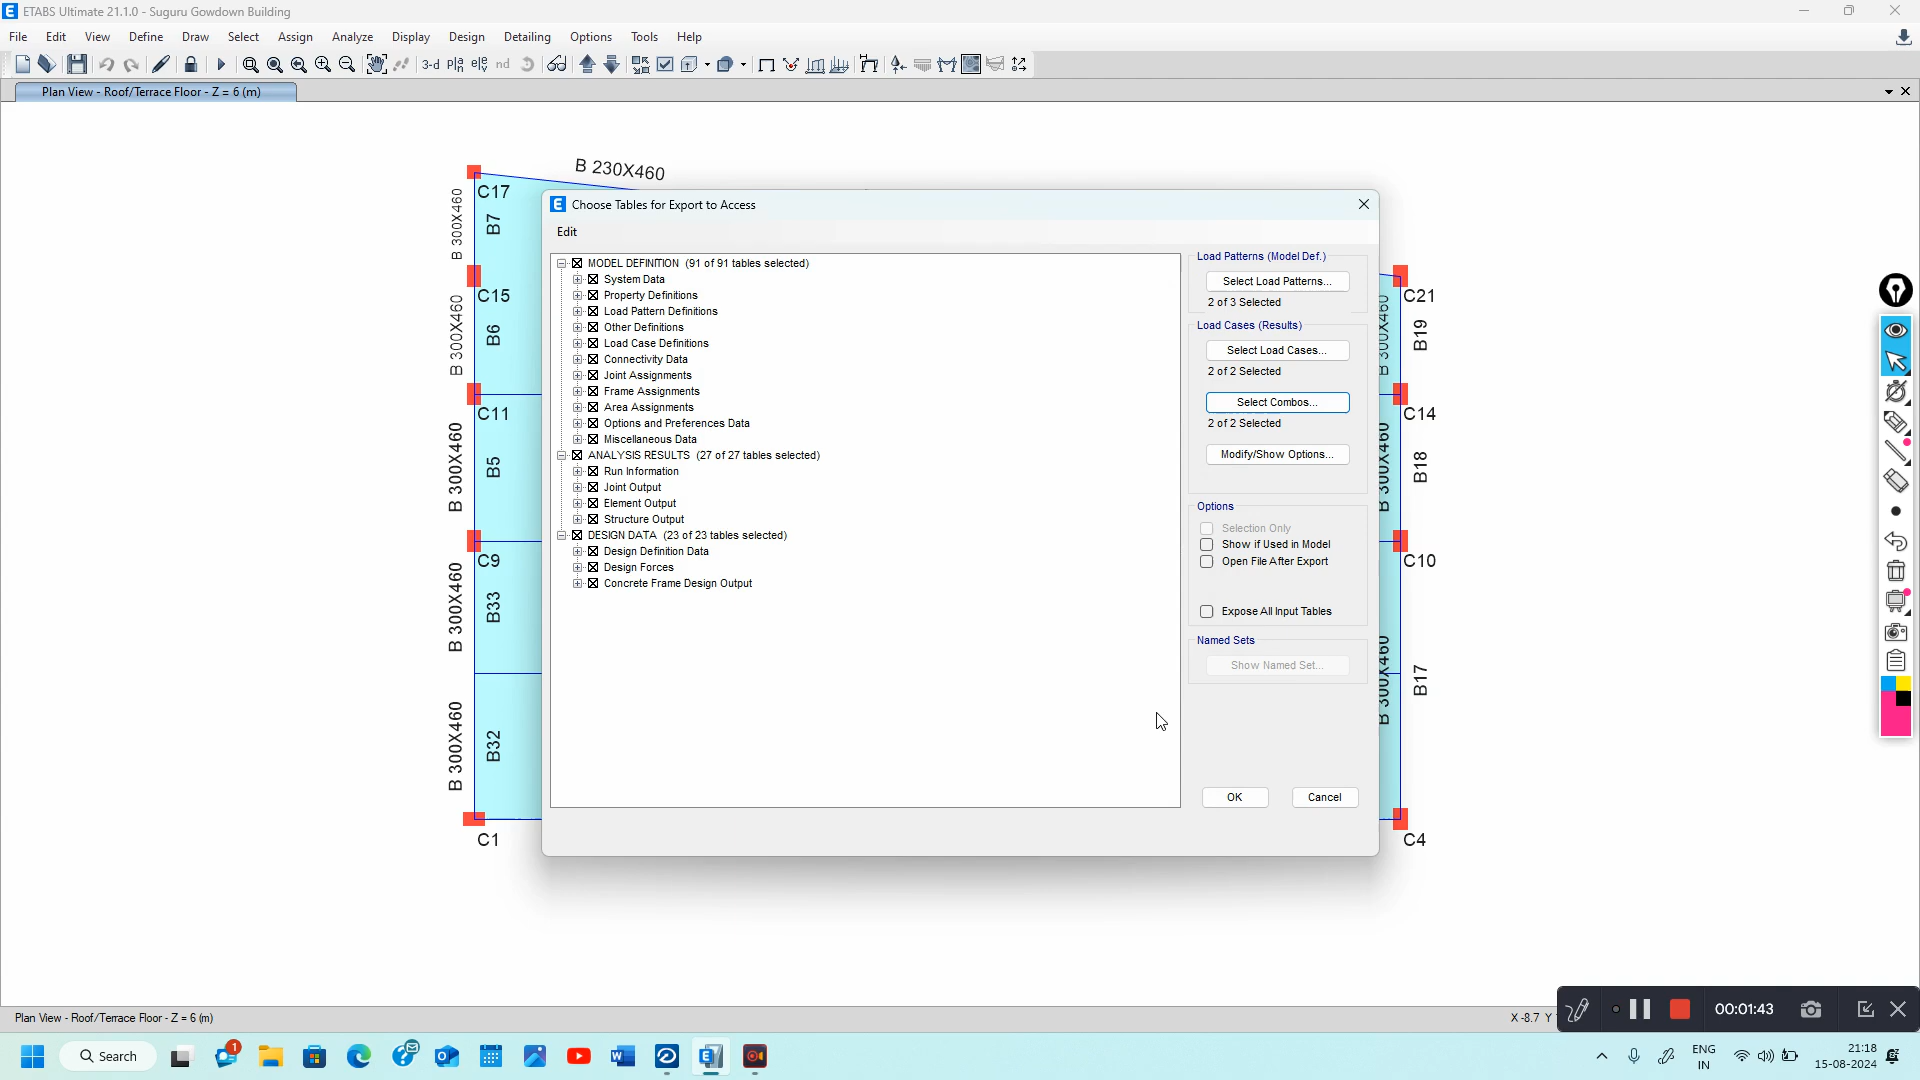 ETABS Ultimate 21.1.0 - Suguru Gowdown Building
File Edit View Define Draw Select Assign Analyze Display Design Detailing Options Tools Help
3-d pla ele nd
Plan View - Roof/Terrace Floor - Z = 6 (m)
B 230X460
C17
B 300X460
B7
C15
B 300X460
B6
C11
B 300X460
B5
C9
B 300X460
B33
B 300X460
B32
C1
Choose Tables for Export to Access
Edit
MODEL DEFINITION (91 of 91 tables selected)
System Data
Property Definitions
Load Pattern Definitions
Other Definitions
Load Case Definitions
Connectivity Data
Joint Assignments
Frame Assignments
Area Assignments
Options and Preferences Data
Miscellaneous Data
ANALYSIS RESULTS (27 of 27 tables selected)
Run Information
Joint Output
Element Output
Structure Output
DESIGN DATA (23 of 23 tables selected)
Design Definition Data
Design Forces
Concrete Frame Design Output
Load Patterns (Model Def.)
Select Load Patterns...
2 of 3 Selected
Load Cases (Results)
Select Load Cases...
2 of 2 Selected
Select Combos...
2 of 2 Selected
Modify/Show Options...
Options
Selection Only
Show if Used in Model
Open File After Export
Expose All Input Tables
Named Sets
Show Named Set...
OK Cancel
C21
B 300X460
B19
C14
B 300X460
B18
C10
B 300X460
B17
C4
Plan View - Roof/Terrace Floor - Z = 6 (m)
X -8.7 Y
00:01:43
Search
1
ENG
IN
21:18
15-08-2024